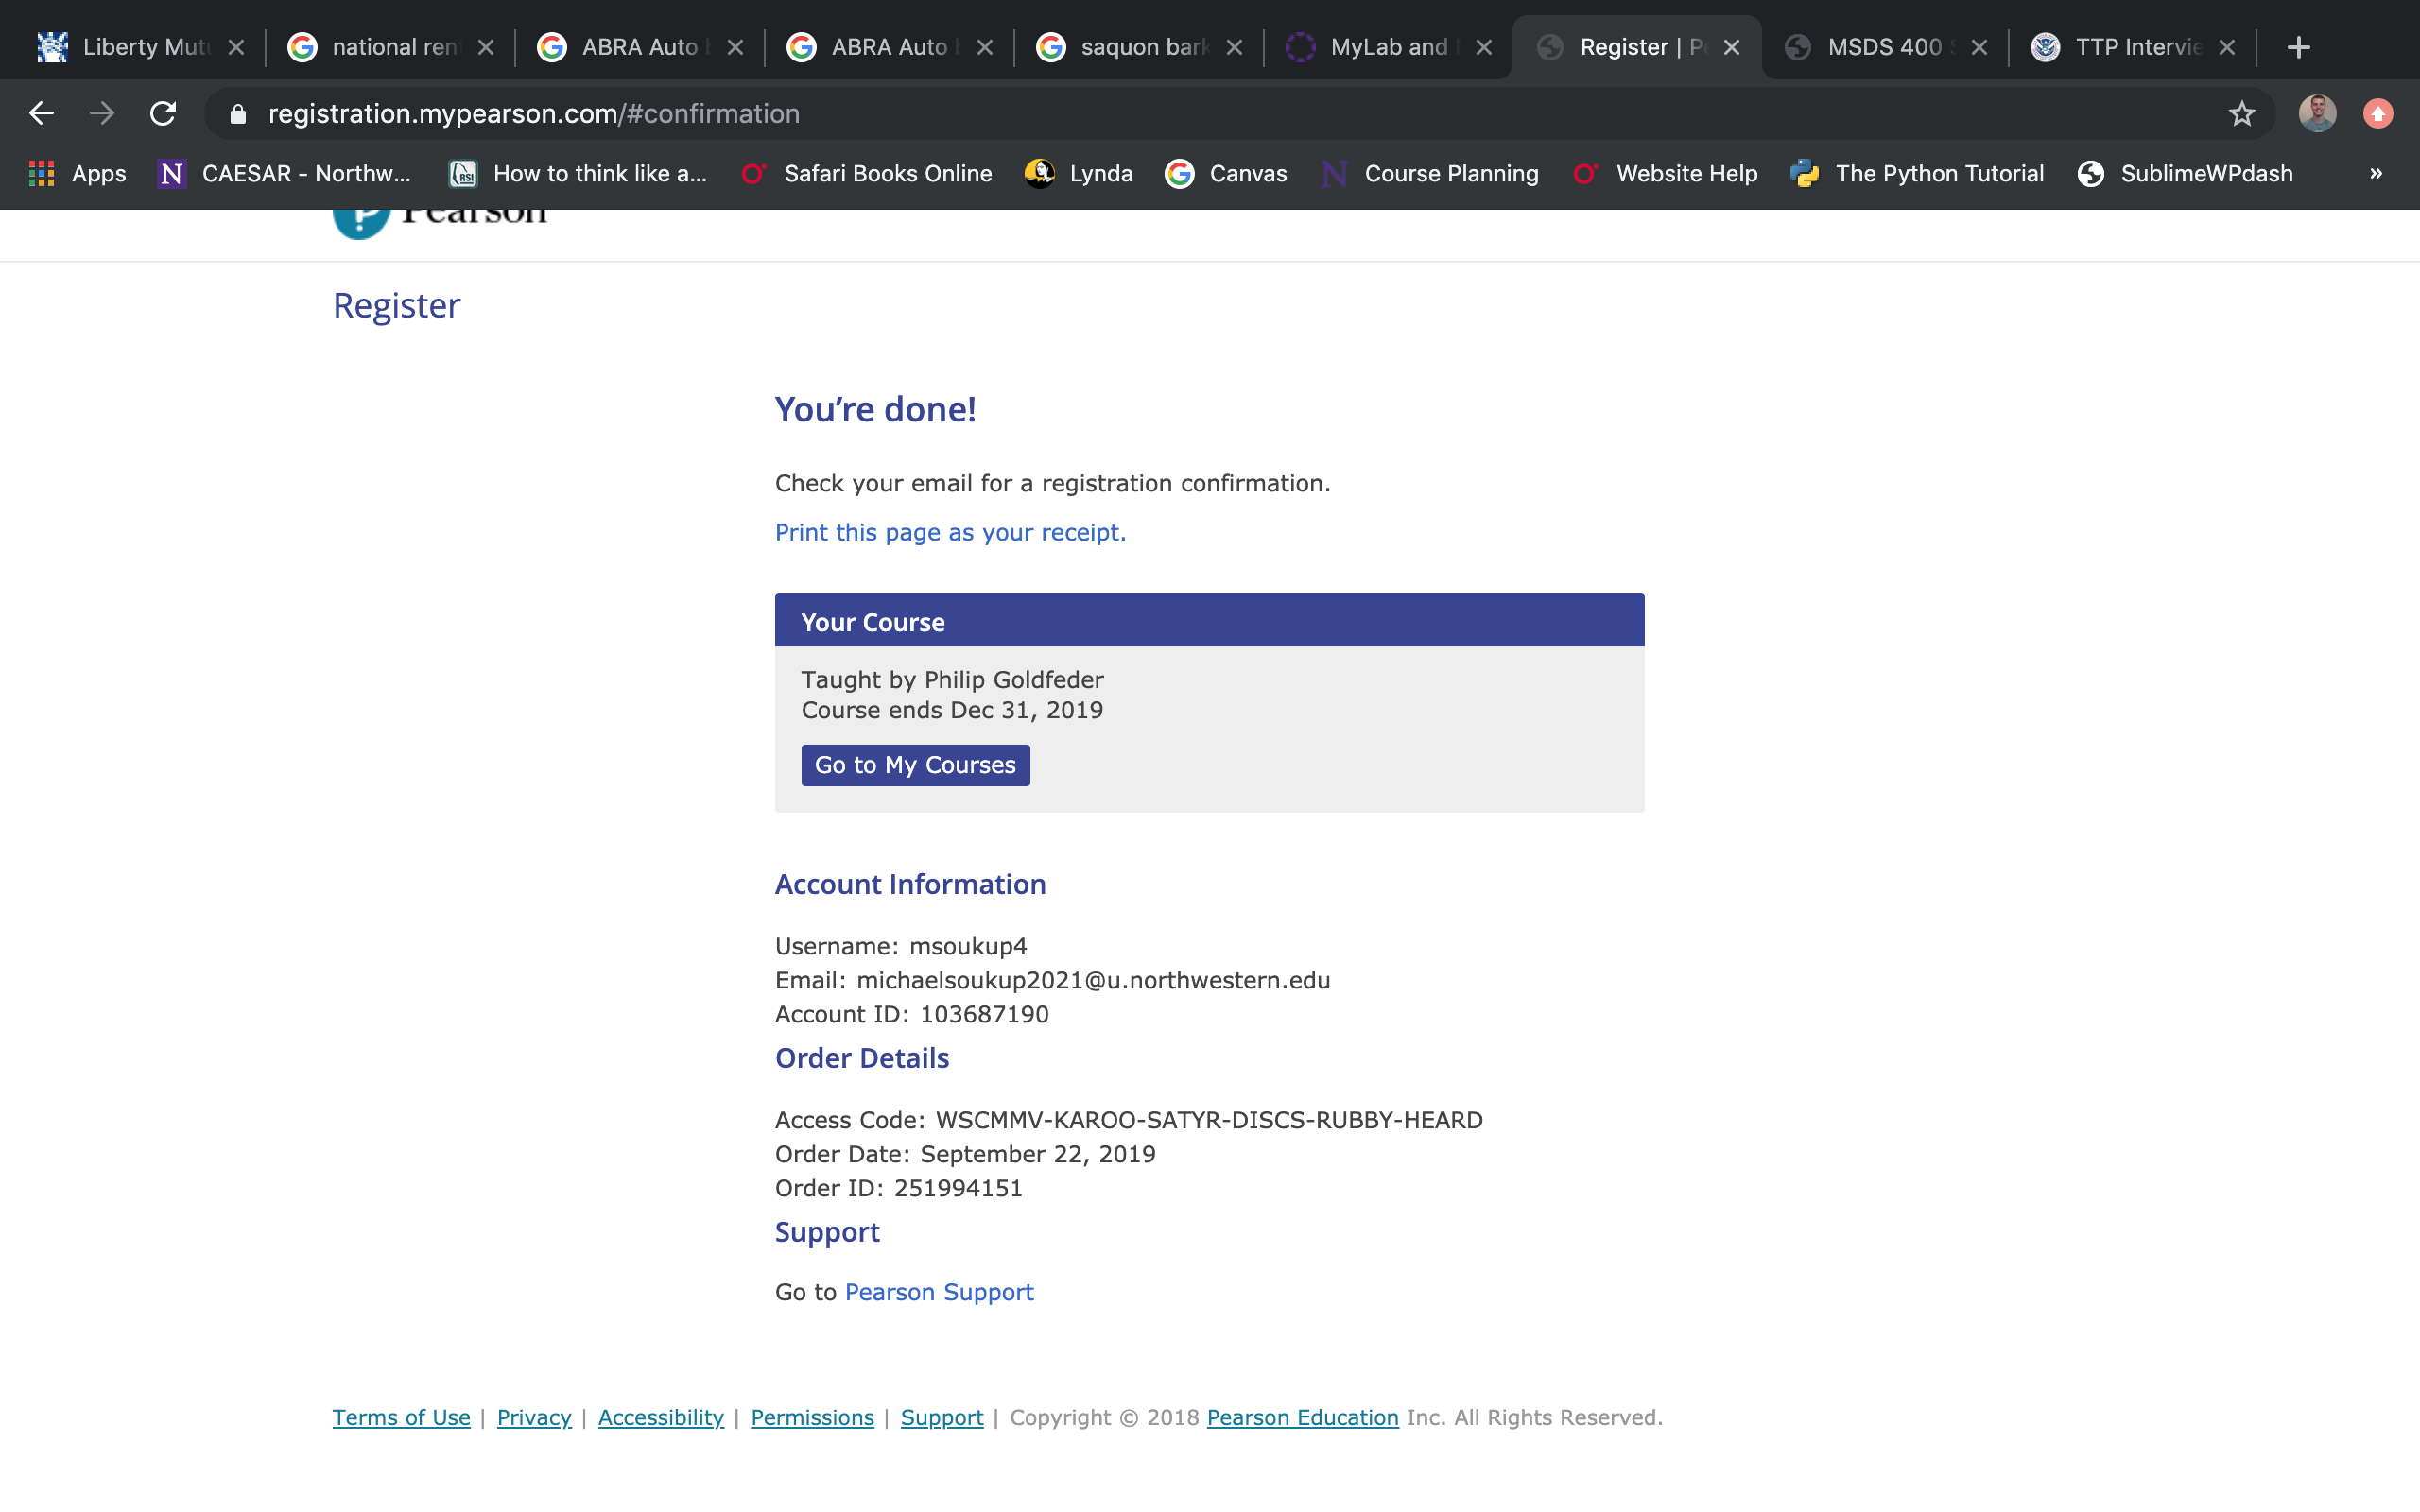 Liberty Mutu
national ren
ABRA Auto
ABRA Auto
saquon bark
MyLab and
Register | P
MSDS 400
TTP Intervie
registration.mypearson.com/#confirmation
Apps
CAESAR - Northw...
How to think like a...
Safari Books Online
Lynda
Canvas
Course Planning
Website Help
The Python Tutorial
SublimeWPdash
»
Pearson
Register
You're done!
Check your email for a registration confirmation.
Print this page as your receipt.
Your Course
Taught by Philip Goldfeder
Course ends Dec 31, 2019
Go to My Courses
Account Information
Username: msoukup4
Email: michaelsoukup2021@u.northwestern.edu
Account ID: 103687190
Order Details
Access Code: WSCMMV-KAROO-SATYR-DISCS-RUBBY-HEARD
Order Date: September 22, 2019
Order ID: 251994151
Support
Go to Pearson Support
Terms of Use | Privacy | Accessibility | Permissions | Support | Copyright © 2018 Pearson Education Inc. All Rights Reserved.